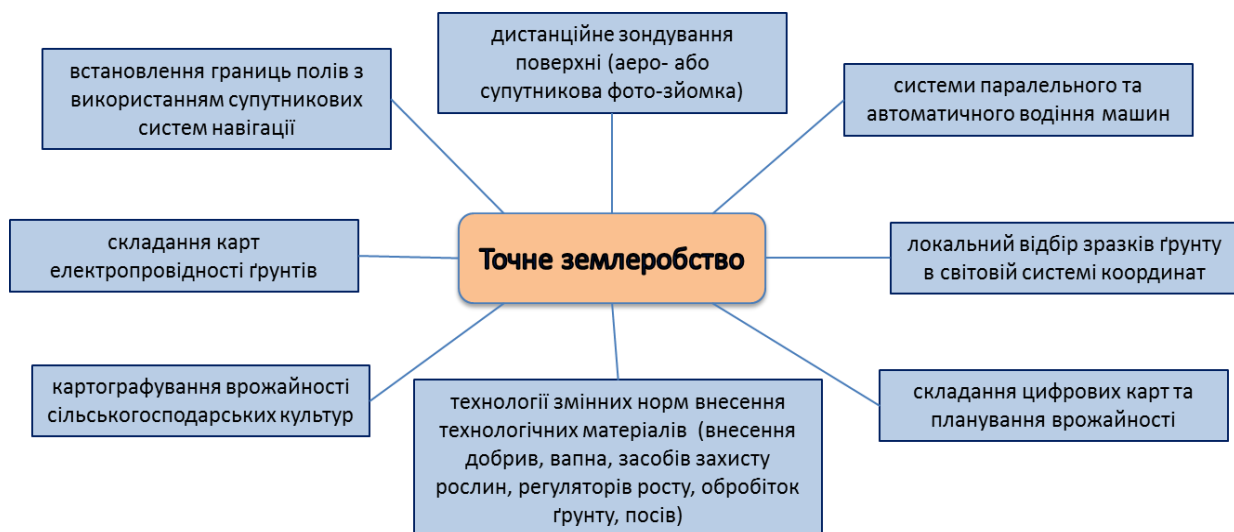 дистанційне зондування
поверхні (аеро- або
супутникова фото-зйомка)
встановлення границь полів з
використанням супутникових
систем навігації
системи паралельного та
автоматичного водіння машин
складання карт
електропровідності ґрунтів
Точне землеробство
локальний відбір зразків ґрунту
в світовій системі координат
картографування врожайності
сільськогосподарських культур
технології змінних норм внесення
технологічних матеріалів (внесення
добрив, вапна, засобів захисту
рослин, регуляторів росту, обробіток
ґрунту, посів)
складання цифрових карт та
планування врожайності